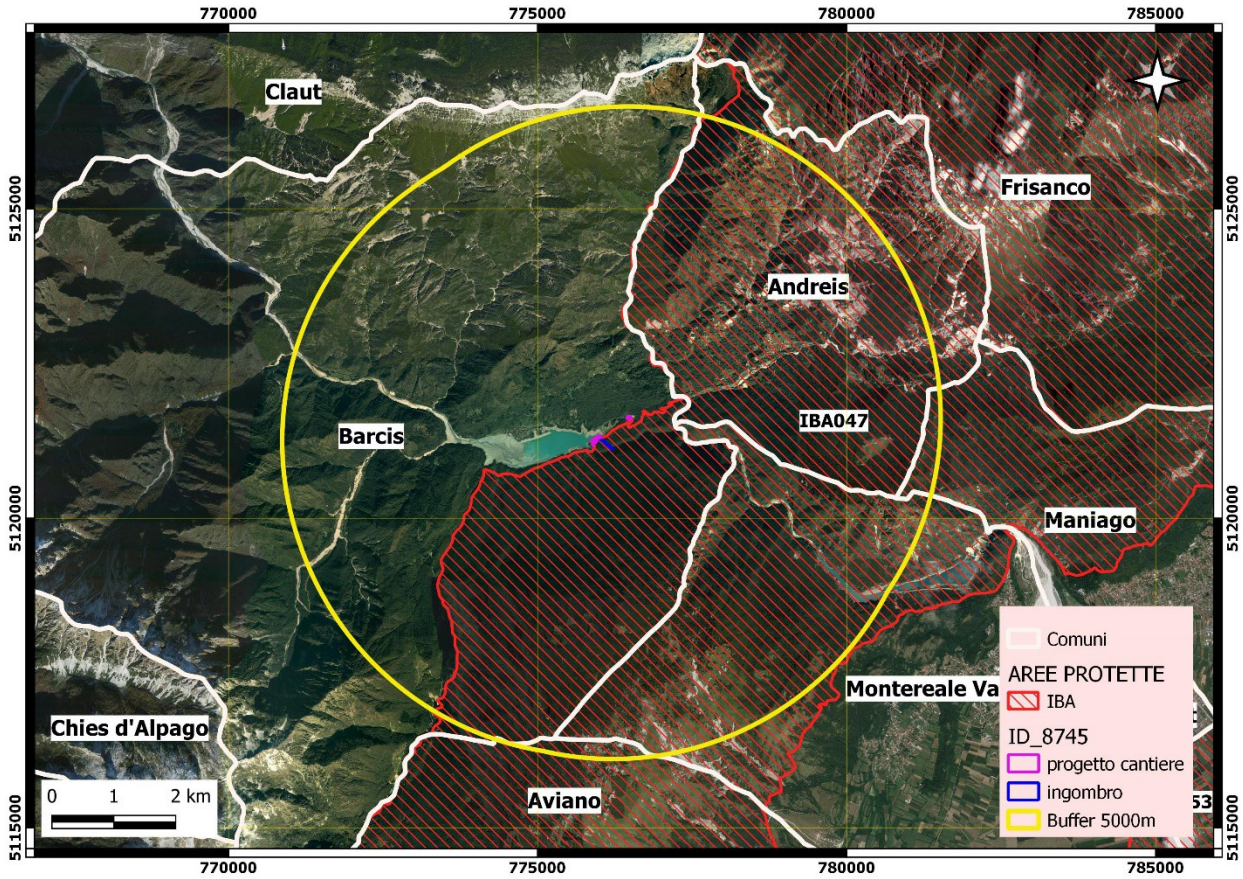 770000 775000 780000 785000
Claut
Frisanco
5125000 5125000
Andreis
IBA047
Barcis
Maniago
5120000 5120000
Comuni
AREE PROTETTE
Montereale Va
IBA
Chies d'Alpago
ID_8745
progetto cantiere
0 1 2 km
ingombro
Aviano
53
Buffer 5000m
5115000 5115000
770000 775000 780000 785000